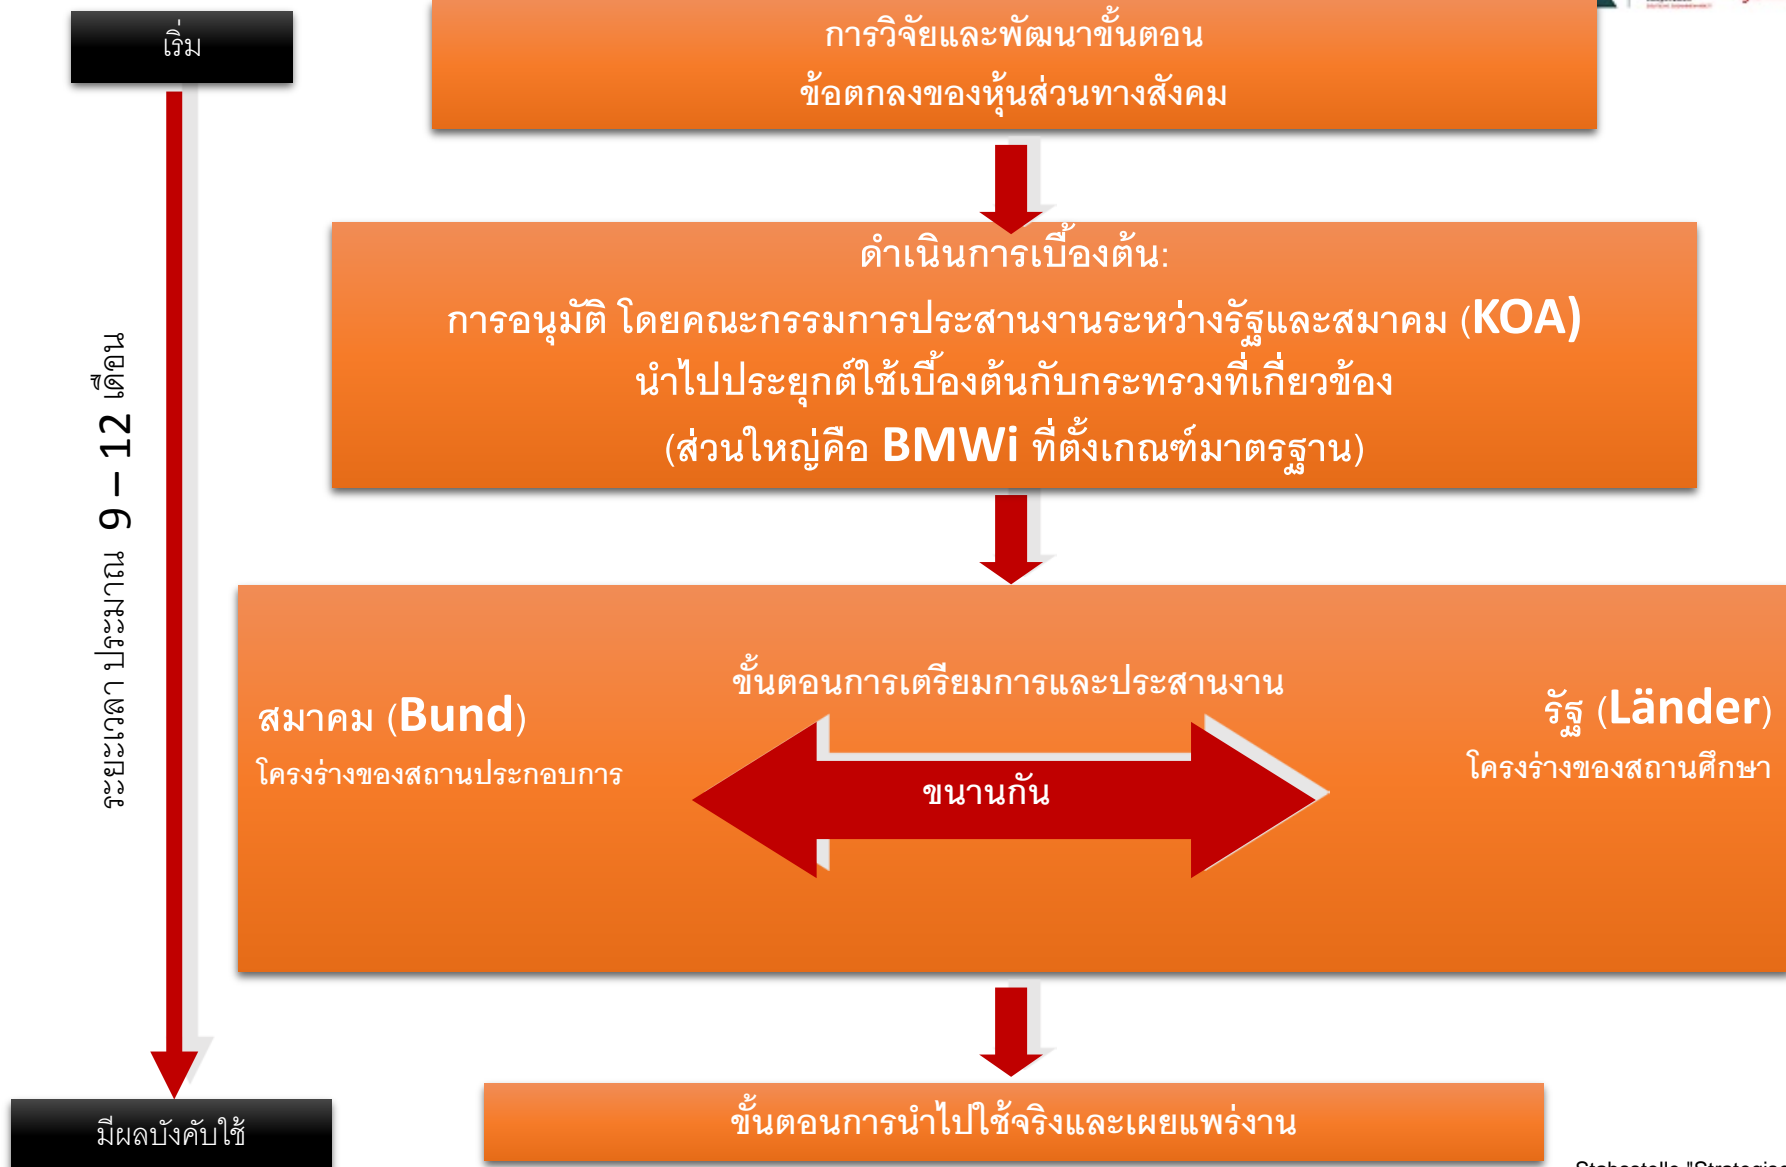 เริ่ม
การวิจัยและพัฒนาขั้นตอน
ข้อตกลงของหุ้นส่วนทางสังคม
ดำเนินการเบื้องต้น:
การอนุมัติ โดยคณะกรรมการประสานงานระหว่างรัฐและสมาคม (KOA)
นำไปประยุกต์ใช้เบื้องต้นกับกระทรวงที่เกี่ยวข้อง
(ส่วนใหญ่คือ BMWi ที่ตั้งเกณฑ์มาตรฐาน)
ระยะเวลา ประมาณ 9 – 12 เดือน
ขั้นตอนการเตรียมการและประสานงาน
สมาคม (Bund)
โครงร่างของสถานประกอบการ
ขนานกัน
รัฐ (Länder)
โครงร่างของสถานศึกษา
มีผลบังคับใช้
ขั้นตอนการนำไปใช้จริงและเผยแพร่งาน